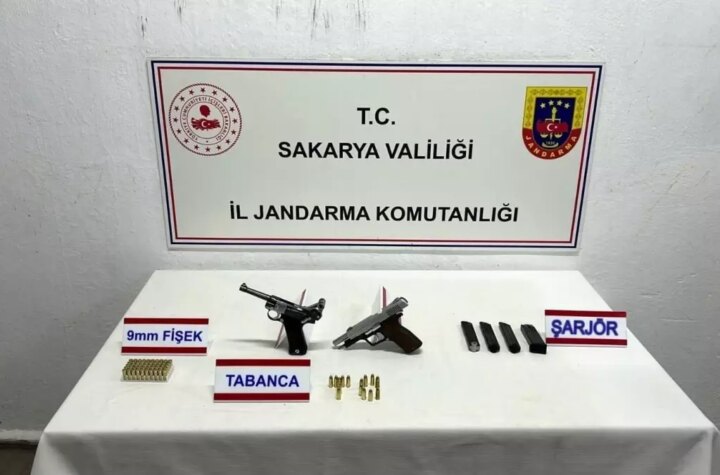 T.C.
SAKARYA VALİLİĞİ
İL JANDARMA KOMUTANLIĞI
JANDARMA
9mm FİŞEK
TABANCA
ŞARJÖR